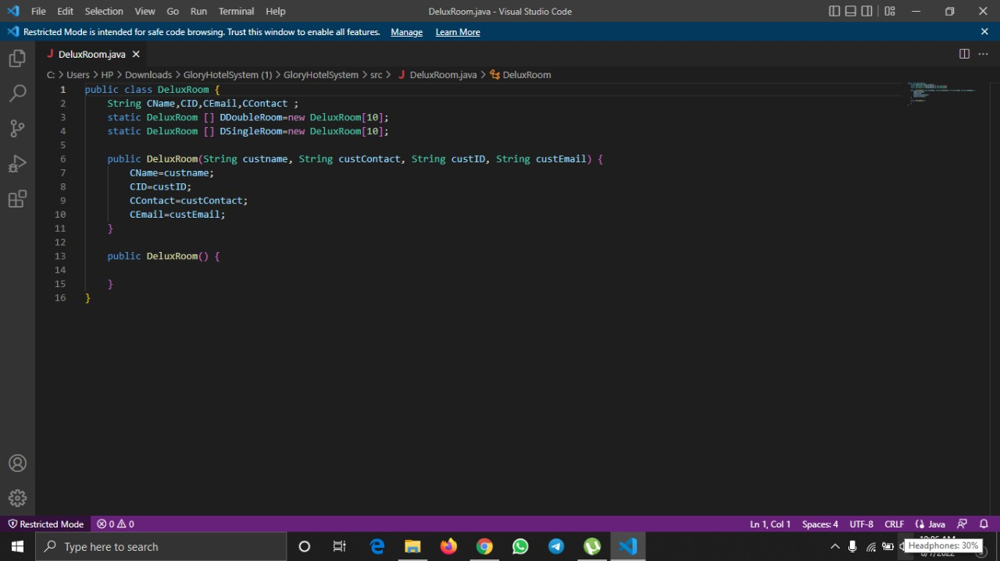 File Edit Selection View Go Run Terminal Help DeluxRoom.java - Visual Studio Code
Restricted Mode is intended for safe code browsing. Trust this window to enable all features. Manage Learn More
J DeluxRoom.java
C: > Users > HP > Downloads > GloryHotelSystem (1) > GloryHotelSystem > src > J DeluxRoom.java > DeluxRoom
1 public class DeluxRoom {
2 String CName,CID,CEmail,CContact ;
3 static DeluxRoom [] DDoubleRoom=new DeluxRoom[10];
4 static DeluxRoom [] DSingleRoom=new DeluxRoom[10];
5
6 public DeluxRoom(String custname, String custContact, String custID, String custEmail) {
7 CName=custname;
8 CID=custID;
9 CContact=custContact;
10 CEmail=custEmail;
11 }
12
13 public DeluxRoom() {
14
15 }
16 }
Restricted Mode 0 0 Ln 1, Col 1 Spaces: 4 UTF-8 CRLF Java
Type here to search
Headphones: 30%